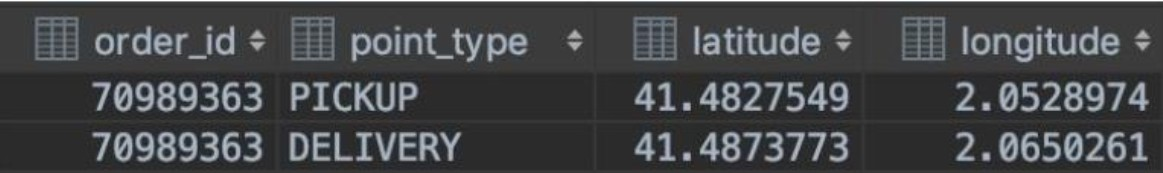 order_id point_type latitude longitude
70989363 PICKUP 41.4827549 2.0528974
70989363 DELIVERY 41.4873773 2.0650261